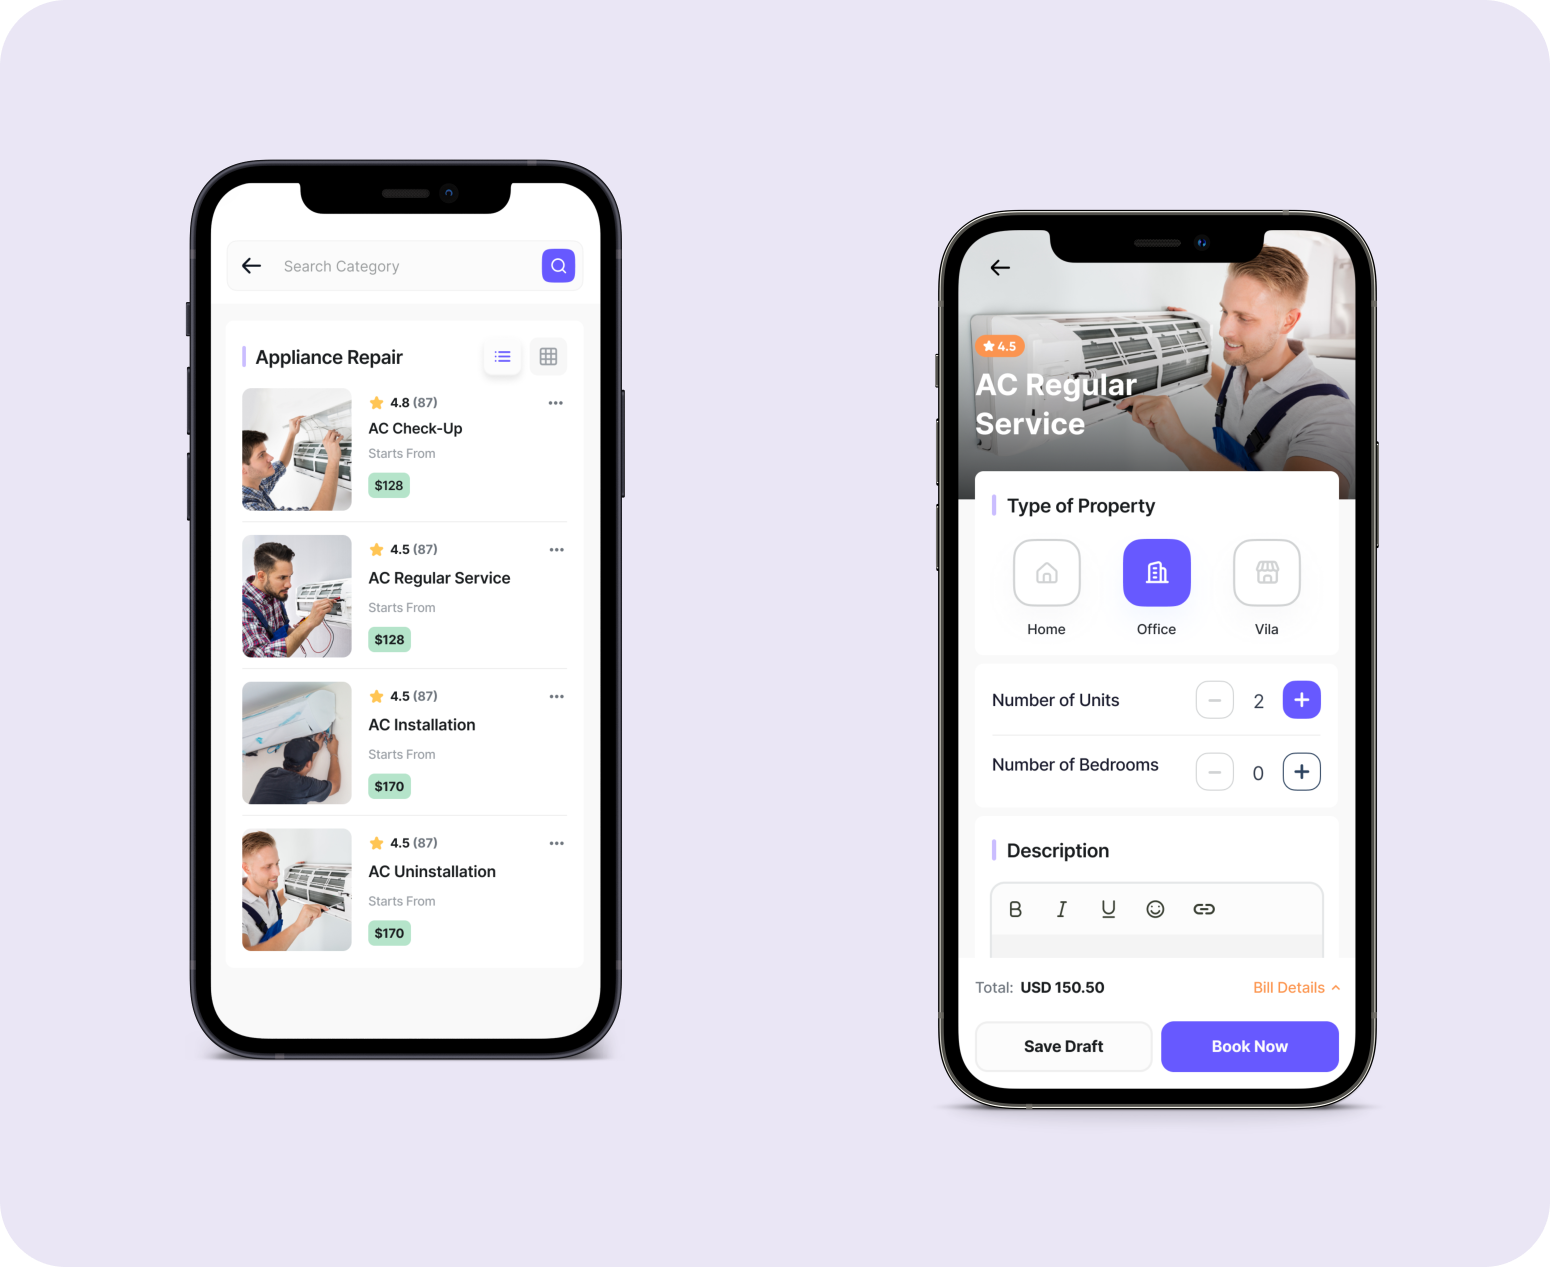 Search Category
Appliance Repair
4.8 (87)
AC Check-Up
Starts From
$128
4.5 (87)
AC Regular Service
Starts From
$128
4.5 (87)
AC Installation
Starts From
$170
4.5 (87)
AC Uninstallation
Starts From
$170
4.5
AC Regular
Service
Type of Property
Home
Office
Vila
Number of Units
2
Number of Bedrooms
0
Description
B I U
Total: USD 150.50
Bill Details
Save Draft
Book Now